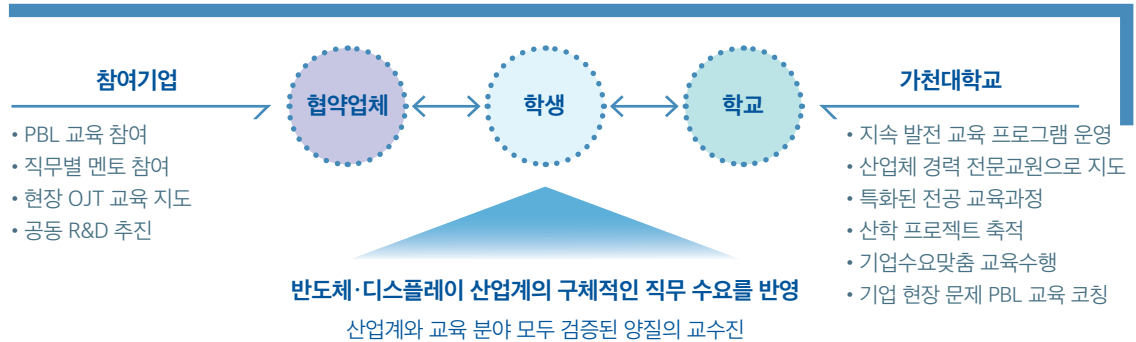 참여기업
• PBL 교육 참여
• 직무별 멘토 참여
• 현장 OJT 교육 지도
• 공동 R&D 추진
협약업체
학생
학교
가천대학교
• 지속 발전 교육 프로그램 운영
• 산업체 경력 전문교원으로 지도
• 특화된 전공 교육과정
• 산학 프로젝트 축적
• 기업수요맞춤 교육수행
• 기업 현장 문제 PBL 교육 코칭
반도체·디스플레이 산업계의 구체적인 직무 수요를 반영
산업계와 교육 분야 모두 검증된 양질의 교수진